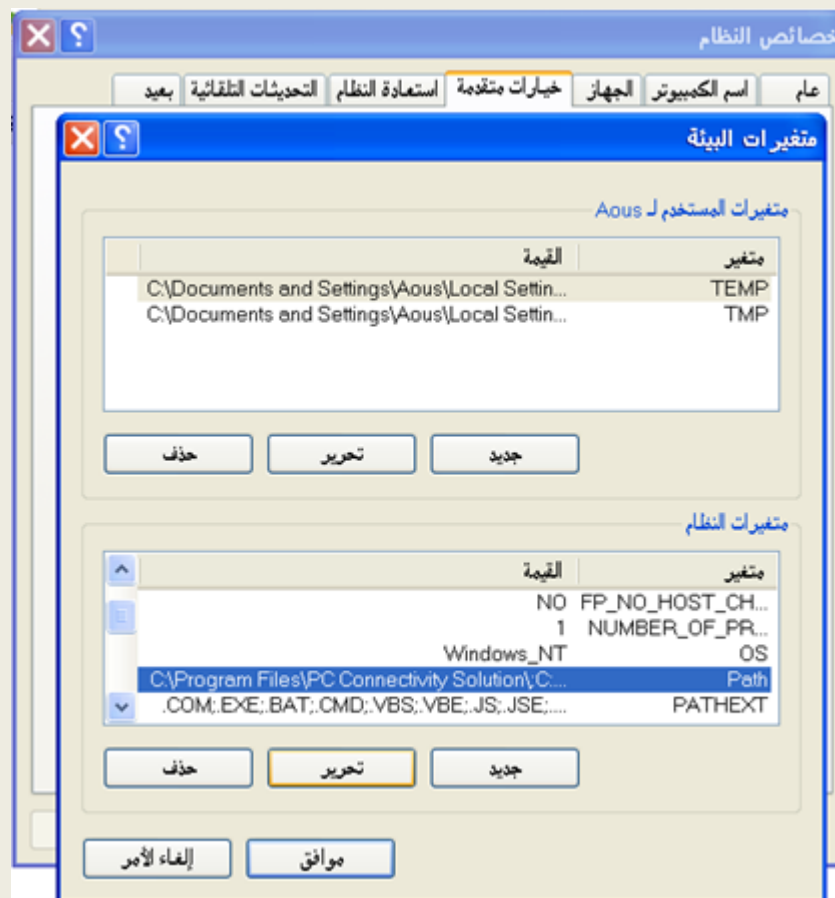 خصائص النظام
عام اسم الكمبيوتر الجهاز خيارات متقدمة استعادة النظام التحديثات التلقائية بعيد
متغيرات البيئة
متغيرات المستخدم لـ Aous
متغير القيمة
TEMP C:\Documents and Settings\Aous\Local Settin...
TMP C:\Documents and Settings\Aous\Local Settin...
جديد تحرير حذف
متغيرات النظام
متغير القيمة
FP_NO_HOST_CH... NO
NUMBER_OF_PR... 1
OS Windows_NT
Path C:\Program Files\PC Connectivity Solution\;C:...
PATHEXT .COM;.EXE;.BAT;.CMD;.VBS;.VBE;.JS;.JSE;....
جديد تحرير حذف
موافق إلغاء الأمر